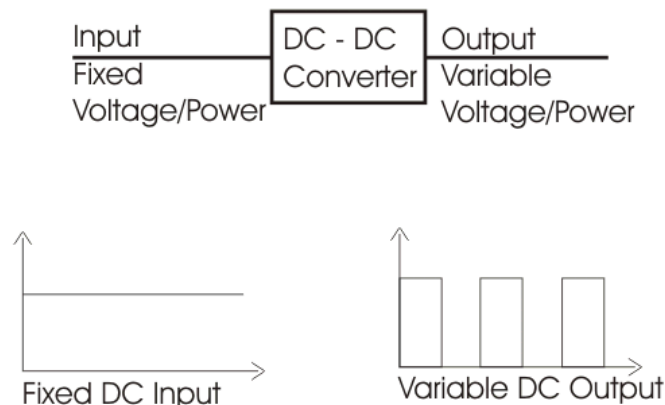 Input
Fixed
Voltage/Power
DC - DC
Converter
Output
Variable
Voltage/Power
Fixed DC Input
Variable DC Output